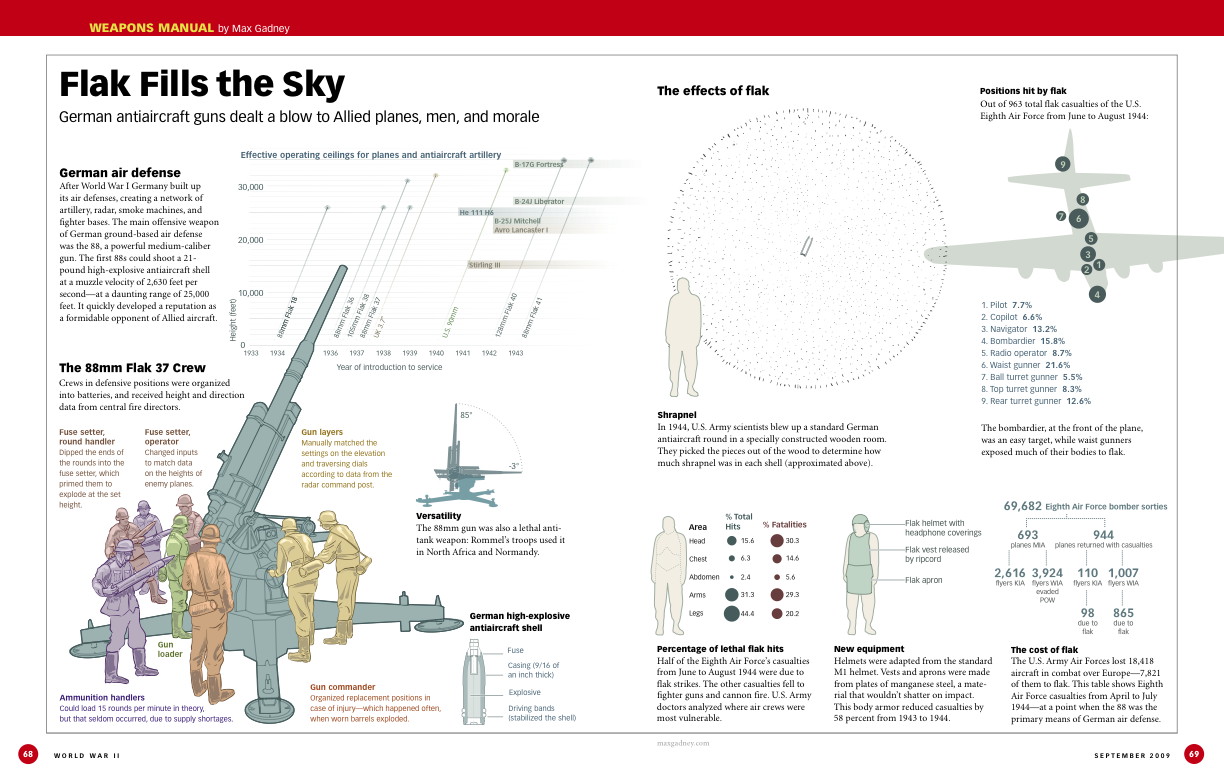 WEAPONS MANUAL by Max Gadney
Flak Fills the Sky
German antiaircraft guns dealt a blow to Allied planes, men, and morale
German air defense
After World War I Germany built up
its air defenses, creating a network of
artillery, radar, smoke machines, and
fighter bases. The main offensive weapon
of German ground-based air defense
was the 88, a powerful medium-caliber
gun. The first 88s could shoot a 21-
pound high-explosive antiaircraft shell
at a muzzle velocity of 2,630 feet per
second—at a daunting range of 25,000
feet. It quickly developed a reputation as
a formidable opponent of Allied aircraft.
Effective operating ceilings for planes and antiaircraft artillery
30,000
20,000
10,000
0
Height (feet)
B-17G Fortress
B-24J Liberator
He 111 H6
B-25J Mitchell
Avro Lancaster I
Stirling III
88mm Flak 18
88mm Flak 36
105mm Flak 38
88mm Flak 37
UK 3.7"
U.S. 90mm
128mm Flak 40
88mm Flak 41
1933
1934
1936
1937
1938
1939
1940
1941
1942
1943
Year of introduction to service
The 88mm Flak 37 Crew
Crews in defensive positions were organized
into batteries, and received height and direction
data from central fire directors.
Fuse setter,
round handler
Dipped the ends of
the rounds into the
fuse setter, which
primed them to
explode at the set
height.
Fuse setter,
operator
Changed inputs
to match data
on the heights of
enemy planes.
Gun layers
Manually matched the
settings on the elevation
and traversing dials
according to data from the
radar command post.
Gun
loader
Ammunition handlers
Could load 15 rounds per minute in theory,
but that seldom occurred, due to supply shortages.
Gun commander
Organized replacement positions in
case of injury—which happened often,
when worn barrels exploded.
85°
-3°
Versatility
The 88mm gun was also a lethal anti-
tank weapon: Rommel's troops used it
in North Africa and Normandy.
German high-explosive
antiaircraft shell
Fuse
Casing (9/16 of
an inch thick)
Explosive
Driving bands
(stabilized the shell)
The effects of flak
Shrapnel
In 1944, U.S. Army scientists blew up a standard German
antiaircraft round in a specially constructed wooden room.
They picked the pieces out of the wood to determine how
much shrapnel was in each shell (approximated above).
Positions hit by flak
Out of 963 total flak casualties of the U.S.
Eighth Air Force from June to August 1944:
9
8
7
6
5
3
1
2
4
1. Pilot 7.7%
2. Copilot 6.6%
3. Navigator 13.2%
4. Bombardier 15.8%
5. Radio operator 8.7%
6. Waist gunner 21.6%
7. Ball turret gunner 5.5%
8. Top turret gunner 8.3%
9. Rear turret gunner 12.6%
The bombardier, at the front of the plane,
was an easy target, while waist gunners
exposed much of their bodies to flak.
Area % Total Hits % Fatalities
Head 15.6 30.3
Chest 6.3 14.6
Abdomen 2.4 5.6
Arms 31.3 29.3
Legs 44.4 20.2
Percentage of lethal flak hits
Half of the Eighth Air Force's casualties
from June to August 1944 were due to
flak strikes. The other casualties fell to
fighter guns and cannon fire. U.S. Army
doctors analyzed where air crews were
most vulnerable.
Flak helmet with
headphone coverings
Flak vest released
by ripcord
Flak apron
New equipment
Helmets were adapted from the standard
M1 helmet. Vests and aprons were made
from plates of manganese steel, a mate-
rial that wouldn't shatter on impact.
This body armor reduced casualties by
58 percent from 1943 to 1944.
69,682 Eighth Air Force bomber sorties
693
planes MIA
944
planes returned with casualties
2,616
flyers KIA
3,924
flyers WIA
evaded
POW
110
flyers KIA
1,007
flyers WIA
98
due to
flak
865
due to
flak
The cost of flak
The U.S. Army Air Forces lost 18,418
aircraft in combat over Europe—7,821
of them to flak. This table shows Eighth
Air Force casualties from April to July
1944—at a point when the 88 was the
primary means of German air defense.
68 WORLD WAR II
maxgadney.com
SEPTEMBER 2009 69